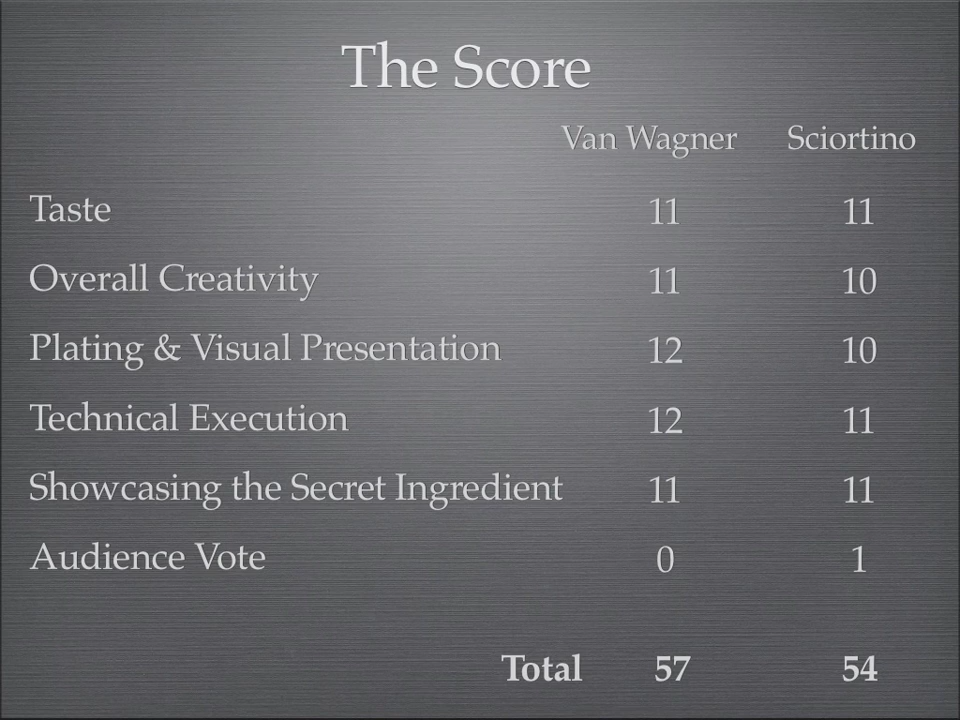 The Score
Van Wagner Sciortino
Taste 11 11
Overall Creativity 11 10
Plating & Visual Presentation 12 10
Technical Execution 12 11
Showcasing the Secret Ingredient 11 11
Audience Vote 0 1
Total 57 54